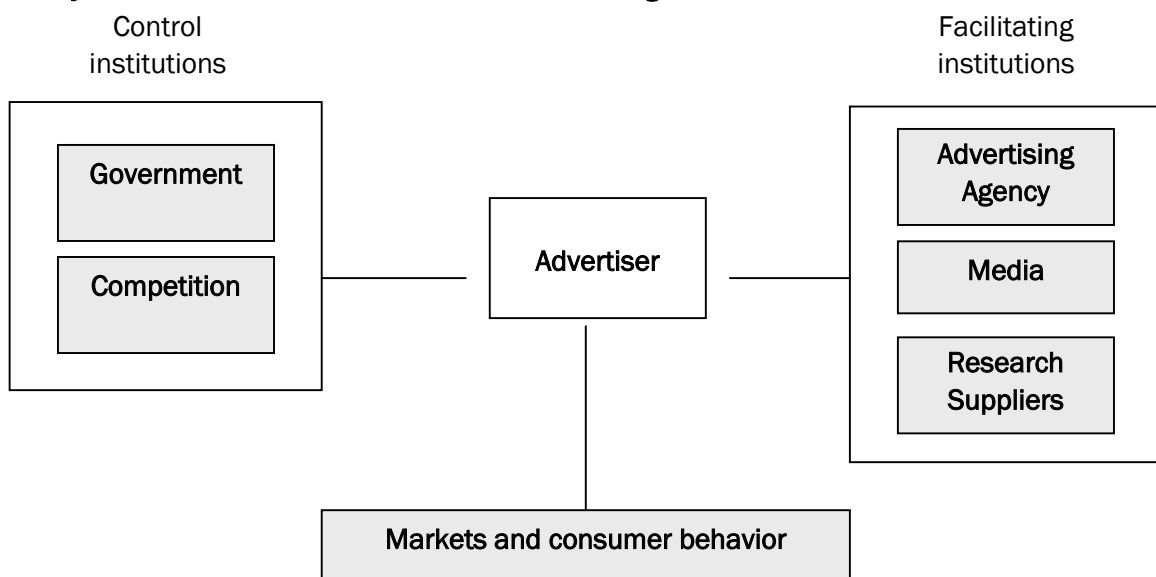 Control
institutions
Facilitating
institutions
Government
Competition
Advertiser
Advertising
Agency
Media
Research
Suppliers
Markets and consumer behavior